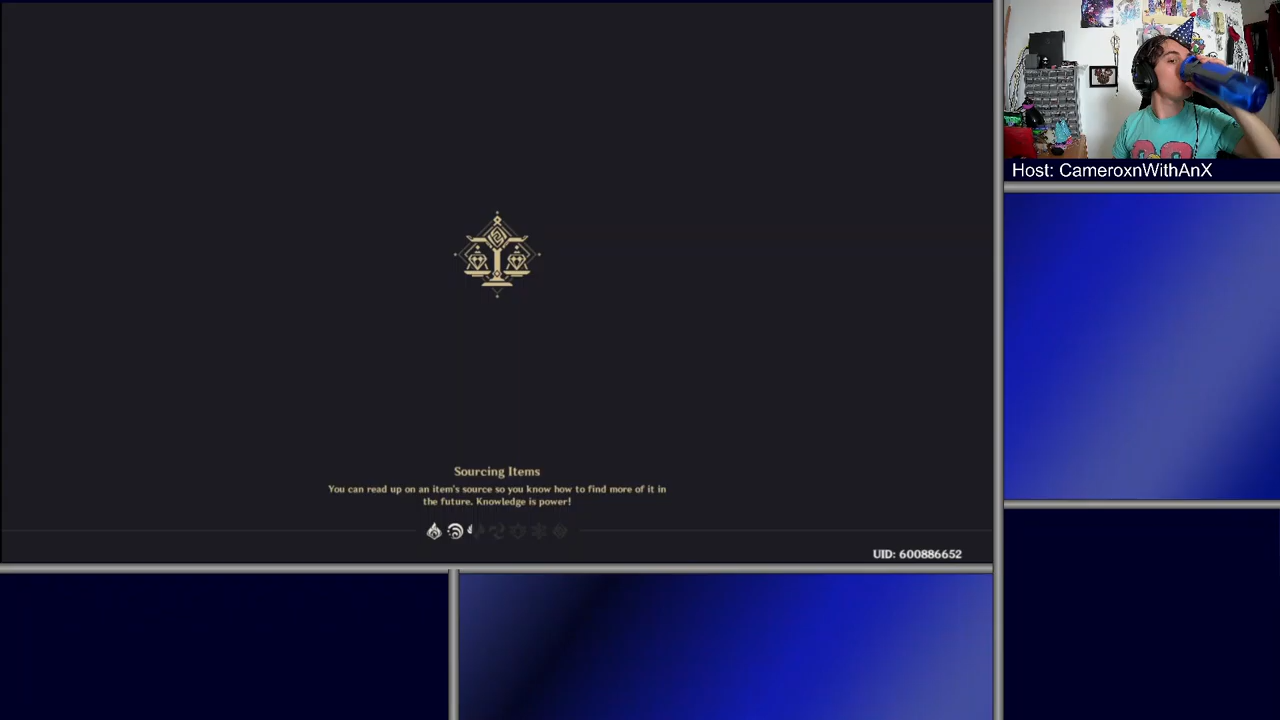 Host: CameroxnWithAnX
Sourcing Items
You can read up on an item's source so you know how to find more of it in
the future. Knowledge is power!
UID: 600886652